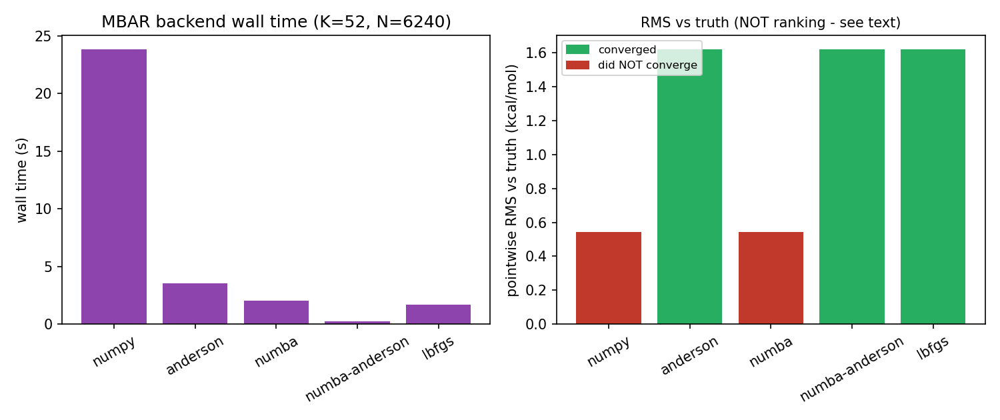 MBAR backend wall time (K=52, N=6240)
wall time (s)
25
20
15
10
5
0
numpy
anderson
numba
numba-anderson
lbfgs
RMS vs truth (NOT ranking - see text)
pointwise RMS vs truth (kcal/mol)
converged
did NOT converge
1.6
1.4
1.2
1.0
0.8
0.6
0.4
0.2
0.0
numpy
anderson
numba
numba-anderson
lbfgs